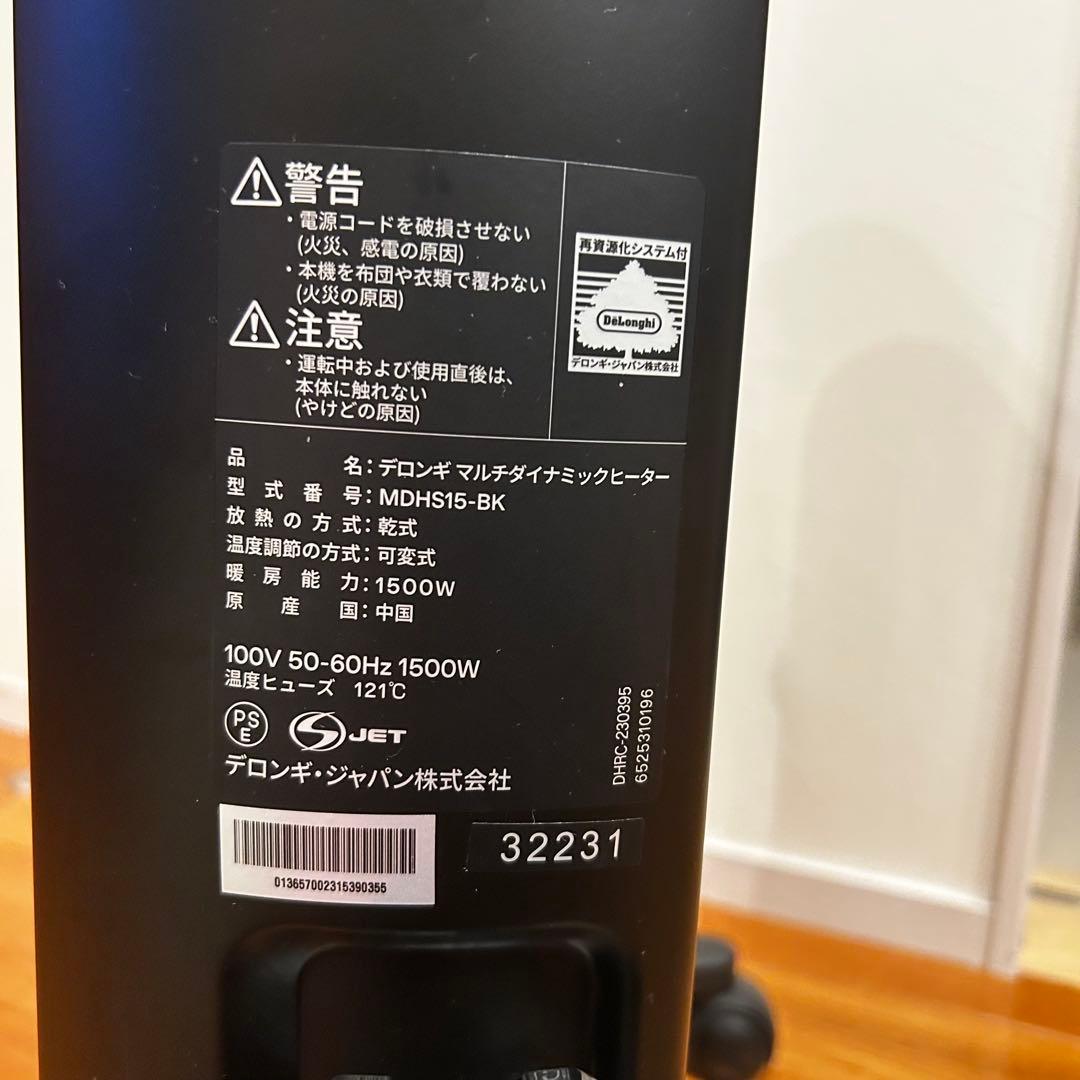 警告
・電源コードを破損させない
(火災、感電の原因)
・本機を布団や衣類で覆わない
(火災の原因)
注意
・運転中および使用直後は、
本体に触れない
(やけどの原因)
再資源化システム付
DeLonghi
デロンギ・ジャパン株式会社
品名：デロンギ マルチダイナミックヒーター
型式番号：MDHS15-BK
放熱の方式：乾式
温度調節の方式：可変式
暖房能力：1500W
原産国：中国
100V 50-60Hz 1500W
温度ヒューズ 121℃
PSE
JET
デロンギ・ジャパン株式会社
DHRC-230395
6525310196
013657002315390355
32231